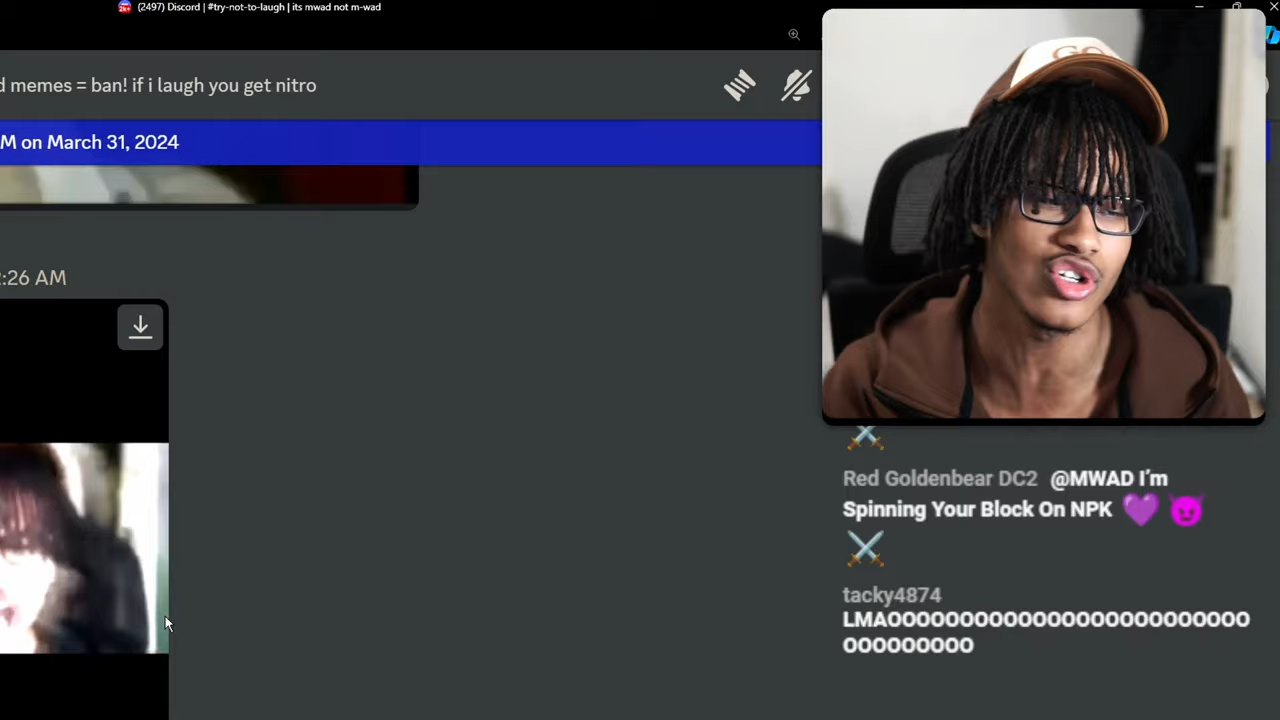 (2497) Discord | #try-not-to-laugh | its mwad not m-wad
d memes = ban! if i laugh you get nitro
M on March 31, 2024
:26 AM
Red Goldenbear DC2 @MWAD I’m
Spinning Your Block On NPK 💜 😈
⚔️
tacky4874
LMAOOOOOOOOOOOOOOOOOOOOOOOOOO
OOOOOOOOOO